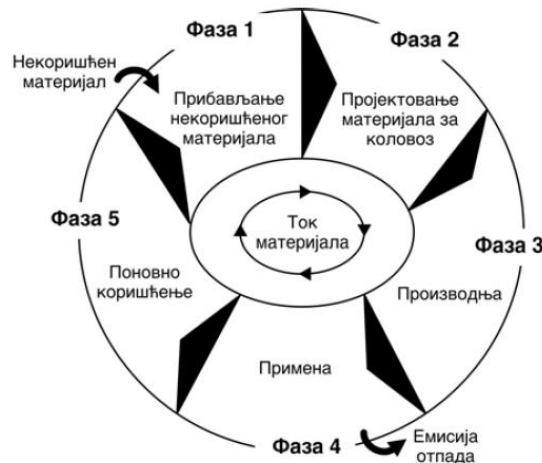 Фаза 1
Фаза 2
Некоришћен
материјал
Прибављање
некоришћеног
материјала
Пројектовање
материјала за
коловоз
Фаза 5
Ток
материјала
Фаза 3
Поновно
коришћење
Производња
Примена
Фаза 4
Емисија
отпада